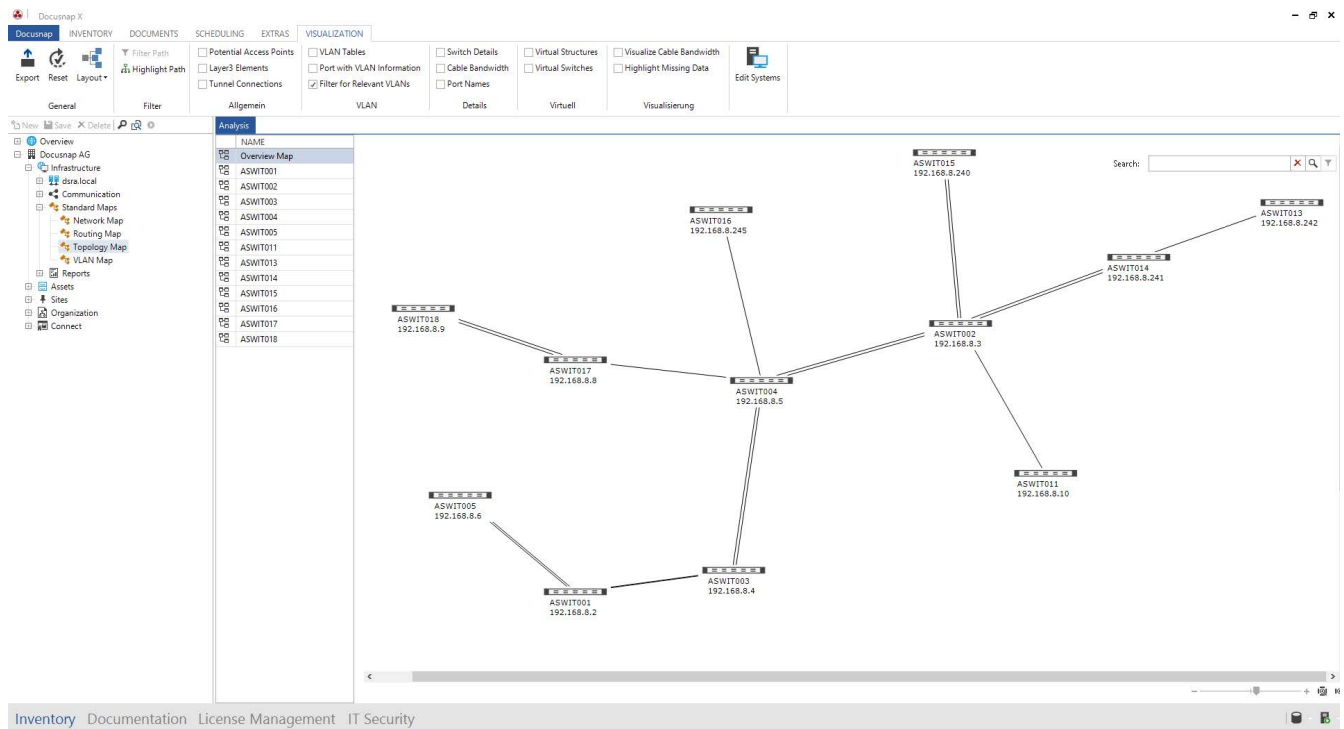 Docusnap X
Docusnap INVENTORY DOCUMENTS SCHEDULING EXTRAS VISUALIZATION
Export Reset Layout
General
Filter Path
Highlight Path
Filter
Potential Access Points
Layer3 Elements
Tunnel Connections
Allgemein
VLAN Tables
Port with VLAN Information
Filter for Relevant VLANs
VLAN
Switch Details
Cable Bandwidth
Port Names
Details
Virtual Structures
Virtual Switches
Virtuell
Visualize Cable Bandwidth
Highlight Missing Data
Visualisierung
Edit Systems
New Save Delete
Overview
Docusnap AG
Infrastructure
dsra.local
Communication
Standard Maps
Network Map
Routing Map
Topology Map
VLAN Map
Reports
Assets
Sites
Organization
Connect
Analysis
NAME
Overview Map
ASWIT001
ASWIT002
ASWIT003
ASWIT004
ASWIT005
ASWIT011
ASWIT013
ASWIT014
ASWIT015
ASWIT016
ASWIT017
ASWIT018
Search:
ASWIT015
192.168.8.240
ASWIT013
192.168.8.242
ASWIT016
192.168.8.245
ASWIT014
192.168.8.241
ASWIT018
192.168.8.9
ASWIT002
192.168.8.3
ASWIT017
192.168.8.8
ASWIT004
192.168.8.5
ASWIT011
192.168.8.10
ASWIT005
192.168.8.6
ASWIT003
192.168.8.4
ASWIT001
192.168.8.2
Inventory Documentation License Management IT Security